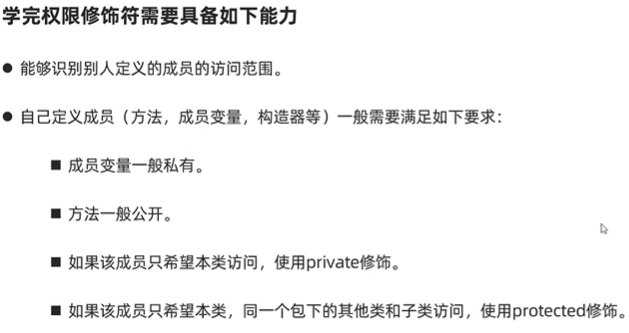 学完权限修饰符需要具备如下能力
● 能够识别别人定义的成员的访问范围。
● 自己定义成员（方法，成员变量，构造器等）一般需要满足如下要求：
■ 成员变量一般私有。
■ 方法一般公开。
■ 如果该成员只希望本类访问，使用private修饰。
■ 如果该成员只希望本类，同一个包下的其他类和子类访问，使用protected修饰。